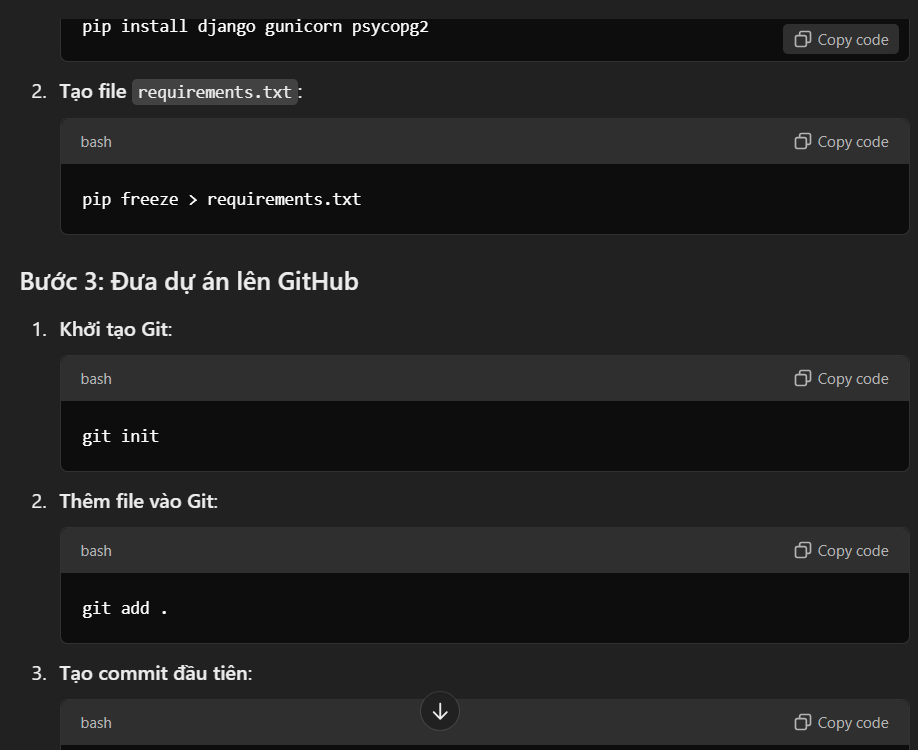 pip install django gunicorn psycopg2
Copy code
2. Tạo file requirements.txt:
bash
Copy code
pip freeze > requirements.txt
Bước 3: Đưa dự án lên GitHub
1. Khởi tạo Git:
bash
Copy code
git init
2. Thêm file vào Git:
bash
Copy code
git add .
3. Tạo commit đầu tiên:
bash
Copy code